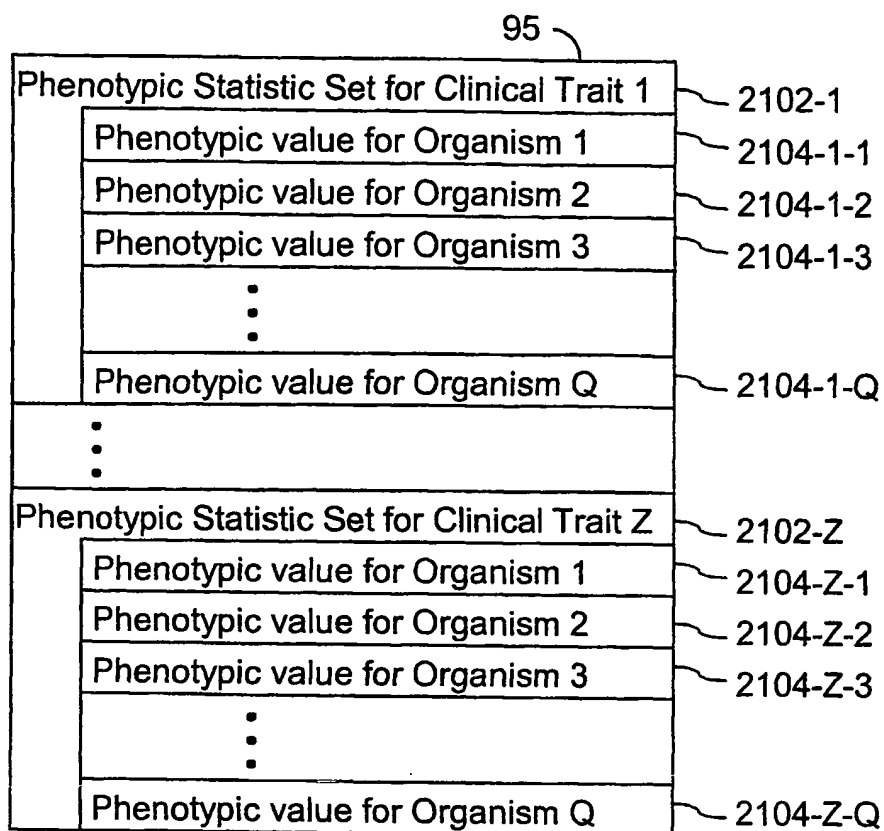 95
Phenotypic Statistic Set for Clinical Trait 1 2102-1
Phenotypic value for Organism 1 2104-1-1
Phenotypic value for Organism 2 2104-1-2
Phenotypic value for Organism 3 2104-1-3
Phenotypic value for Organism Q 2104-1-Q
Phenotypic Statistic Set for Clinical Trait Z 2102-Z
Phenotypic value for Organism 1 2104-Z-1
Phenotypic value for Organism 2 2104-Z-2
Phenotypic value for Organism 3 2104-Z-3
Phenotypic value for Organism Q 2104-Z-Q